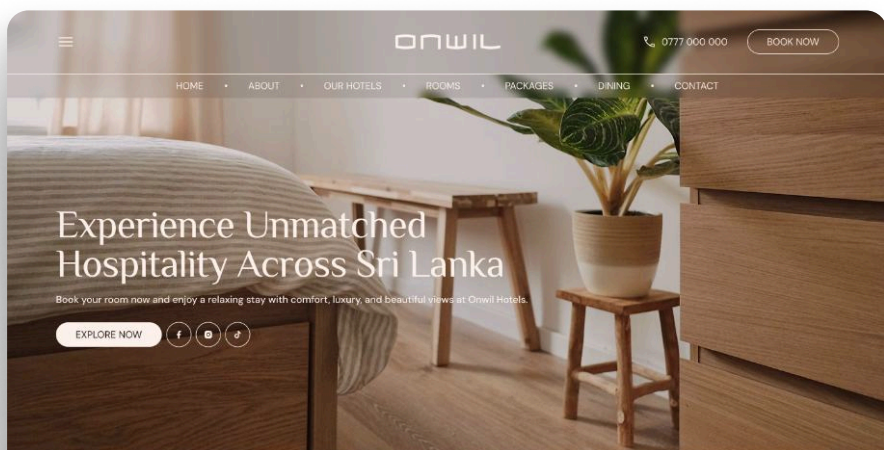 ONWIL
0777 000 000
BOOK NOW
HOME • ABOUT • OUR HOTELS • ROOMS • PACKAGES • DINING • CONTACT
Experience Unmatched
Hospitality Across Sri Lanka
Book your room now and enjoy a relaxing stay with comfort, luxury, and beautiful views at Onwil Hotels.
EXPLORE NOW